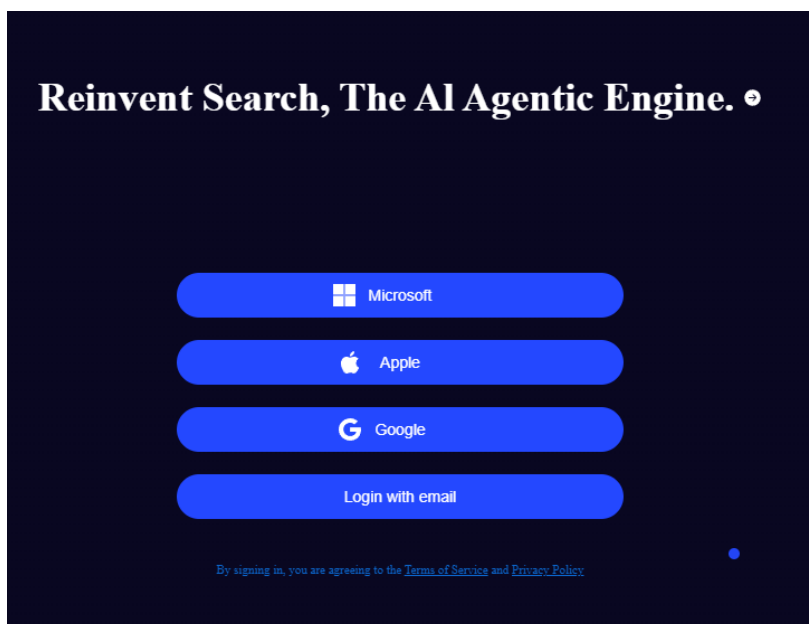 Reinvent Search, The Al Agentic Engine.
Microsoft
Apple
Google
Login with email
By signing in, you are agreeing to the Terms of Service and Privacy Policy